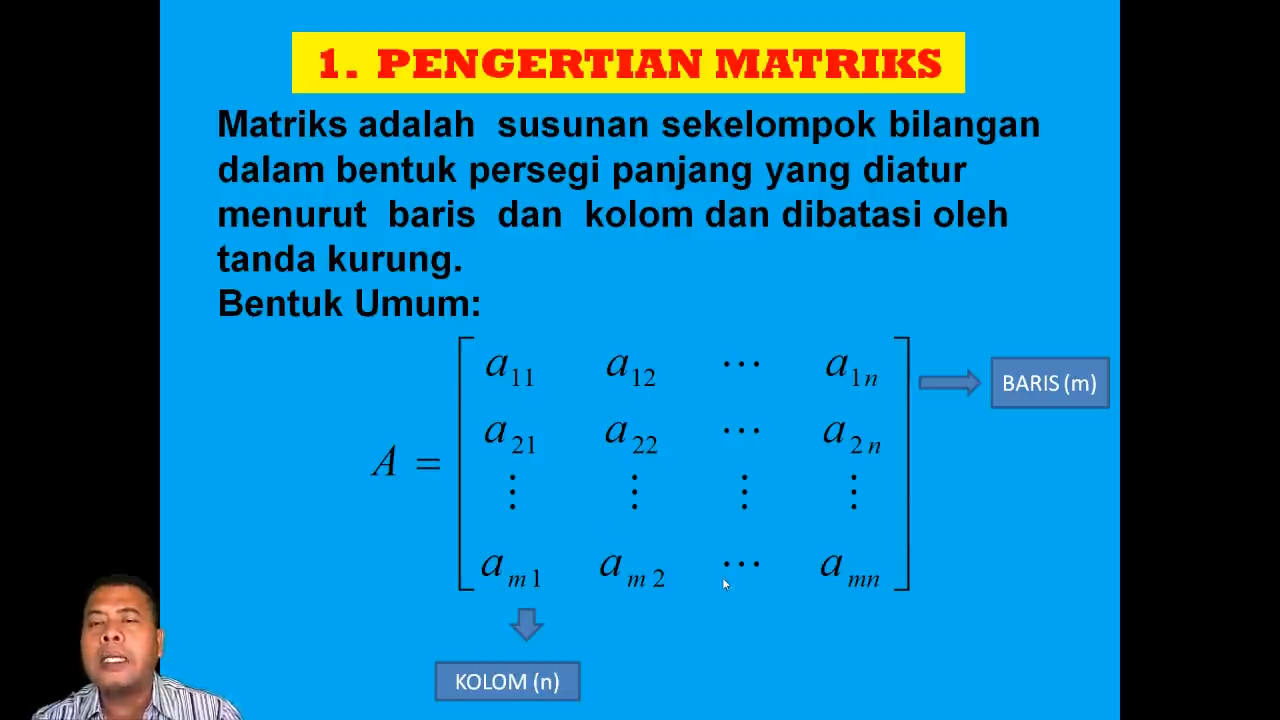 1. PENGERTIAN MATRIKS
Matriks adalah susunan sekelompok bilangan
dalam bentuk persegi panjang yang diatur
menurut baris dan kolom dan dibatasi oleh
tanda kurung.
Bentuk Umum:
a11 a12 ⋯ a1n
BARIS (m)
a21 a22 ⋯ a2n
A =
⋮ ⋮ ⋮ ⋮
am1 am2 ⋯ amn
KOLOM (n)